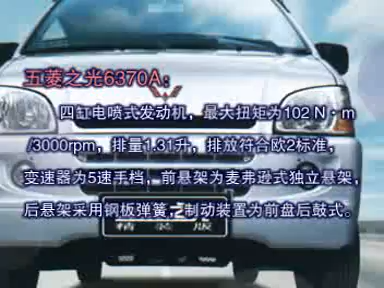 五菱之光6370A：
四缸电喷式发动机，最大扭矩为102 N·m
/3000rpm，排量1.31升，排放符合欧2标准，
变速器为5速手档，前悬架为麦弗逊式独立悬架，
后悬架采用钢板弹簧，制动装置为前盘后鼓式。
精装版